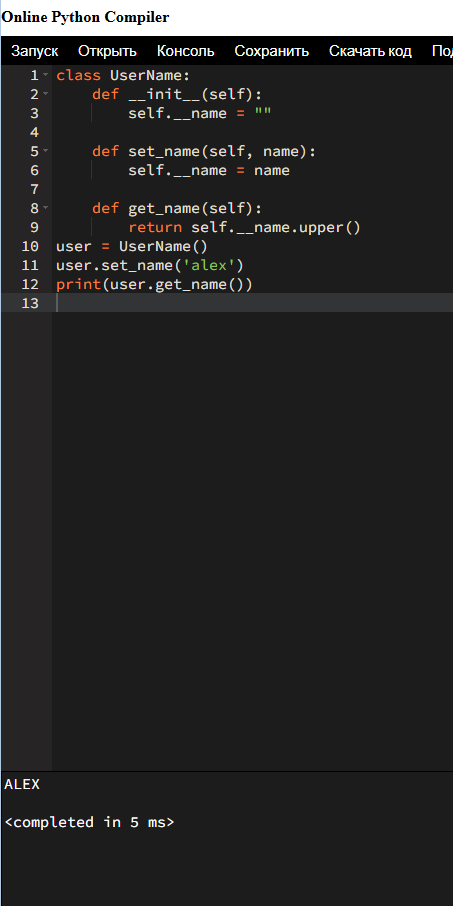 Online Python Compiler
Запуск Открыть Консоль Сохранить Скачать код
1 class UserName:
2     def __init__(self):
3         self.__name = ""
4
5     def set_name(self, name):
6         self.__name = name
7
8     def get_name(self):
9         return self.__name.upper()
10 user = UserName()
11 user.set_name('alex')
12 print(user.get_name())
13
ALEX
<completed in 5 ms>